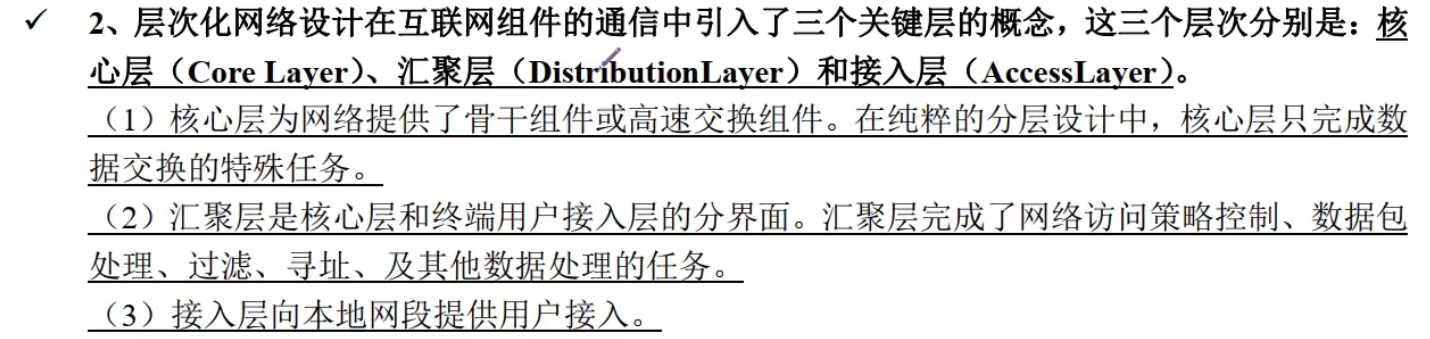 ✓ 2、层次化网络设计在互联网组件的通信中引入了三个关键层的概念，这三个层次分别是：核
心层（Core Layer）、汇聚层（DistributionLayer）和接入层（AccessLayer）。
（1）核心层为网络提供了骨干组件或高速交换组件。在纯粹的分层设计中，核心层只完成数
据交换的特殊任务。
（2）汇聚层是核心层和终端用户接入层的分界面。汇聚层完成了网络访问策略控制、数据包
处理、过滤、寻址、及其他数据处理的任务。
（3）接入层向本地网段提供用户接入。